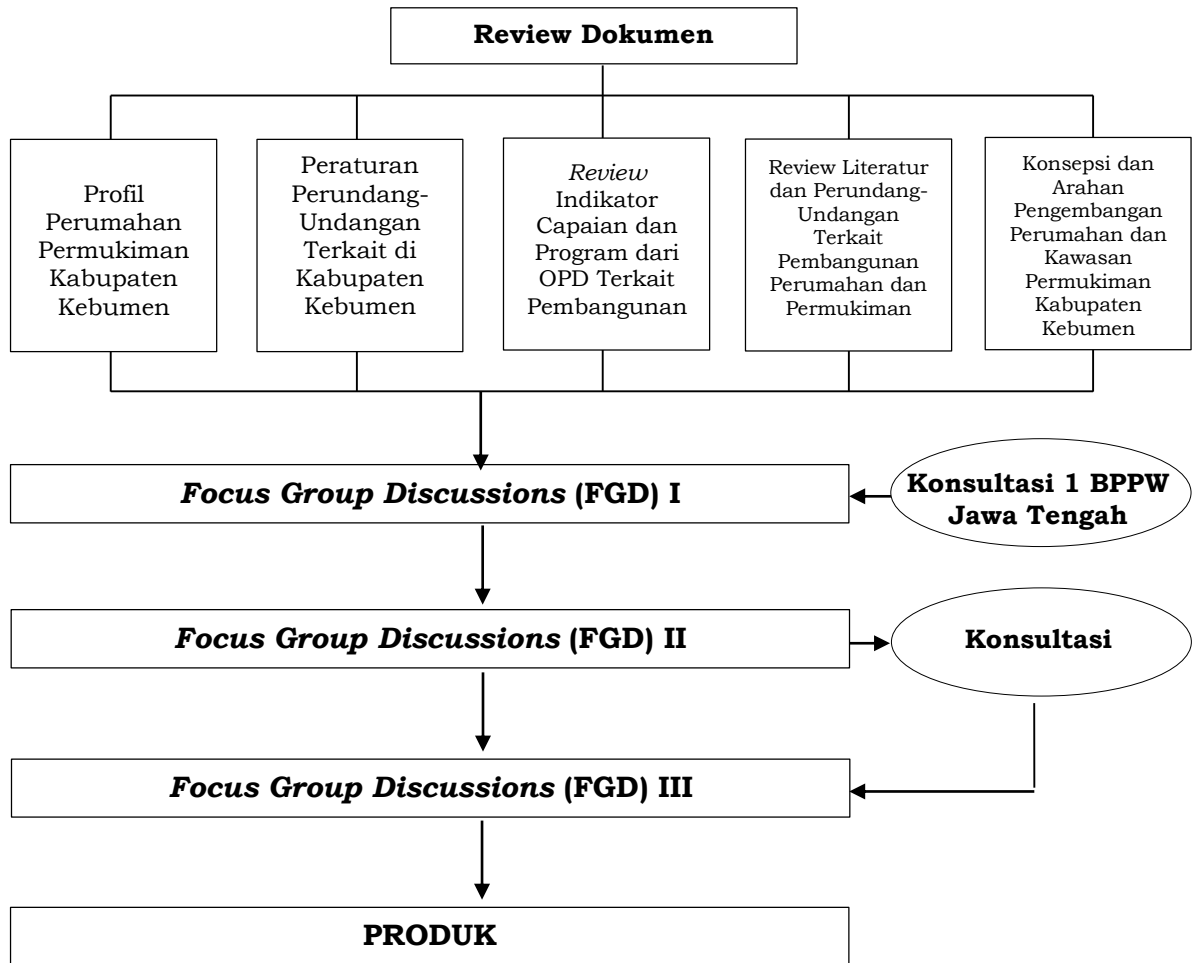 Review Dokumen
Profil
Perumahan
Permukiman
Kabupaten
Kebumen
Peraturan
Perundang-
Undangan
Terkait di
Kabupaten
Kebumen
Review
Indikator
Capaian dan
Program dari
OPD Terkait
Pembangunan
Review Literatur
dan Perundang-
Undangan
Terkait
Pembangunan
Perumahan dan
Permukiman
Konsepsi dan
Arahan
Pengembangan
Perumahan dan
Kawasan
Permukiman
Kabupaten
Kebumen
Focus Group Discussions (FGD) I
Konsultasi 1 BPPW
Jawa Tengah
Focus Group Discussions (FGD) II
Konsultasi
Focus Group Discussions (FGD) III
PRODUK